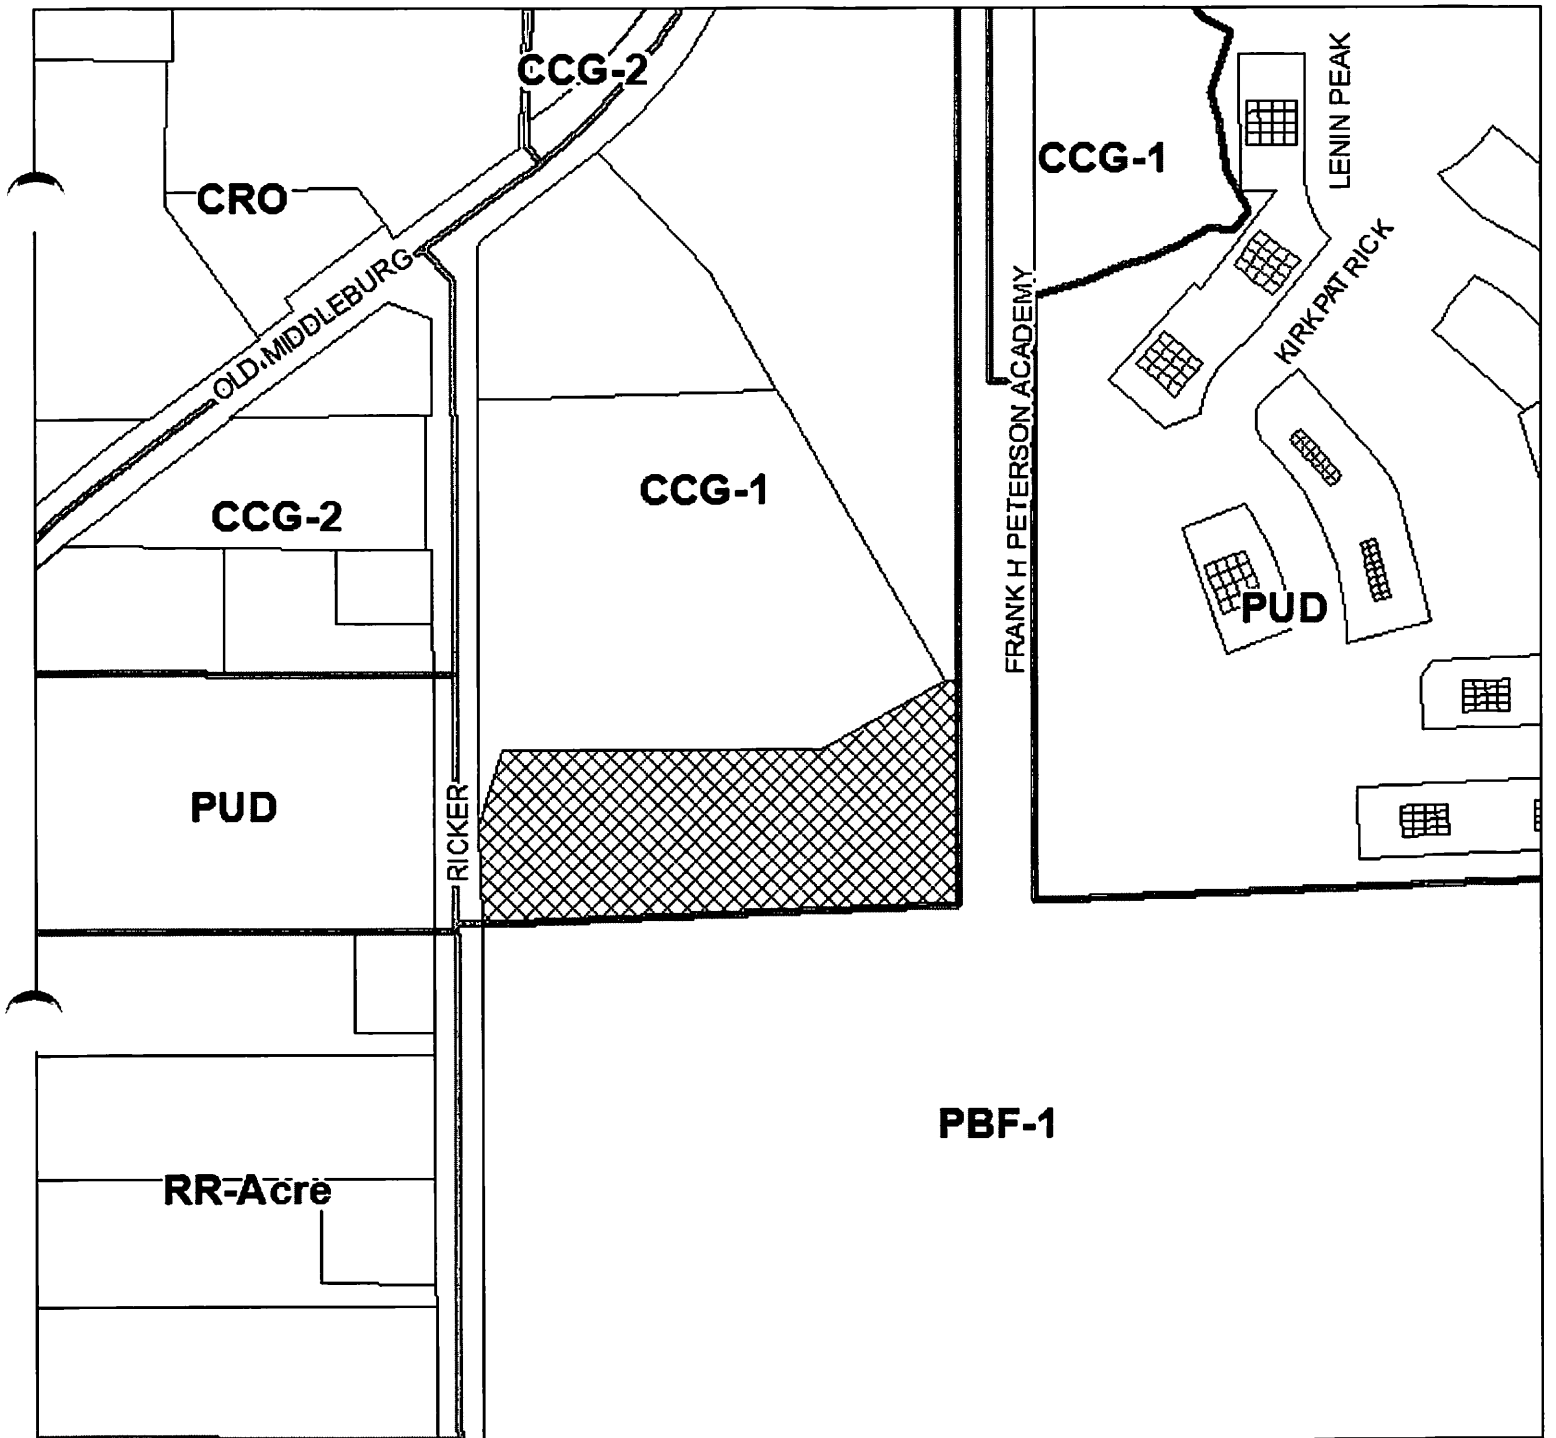 CCG-2
LENIN PEAK
CCG-1
CRO
OLD MIDDLEBURG
KIRKPATRICK
FRANK H PETERSON ACADEMY
CCG-1
CCG-2
PUD
PUD
RICKER
PBF-1
RR-Acre